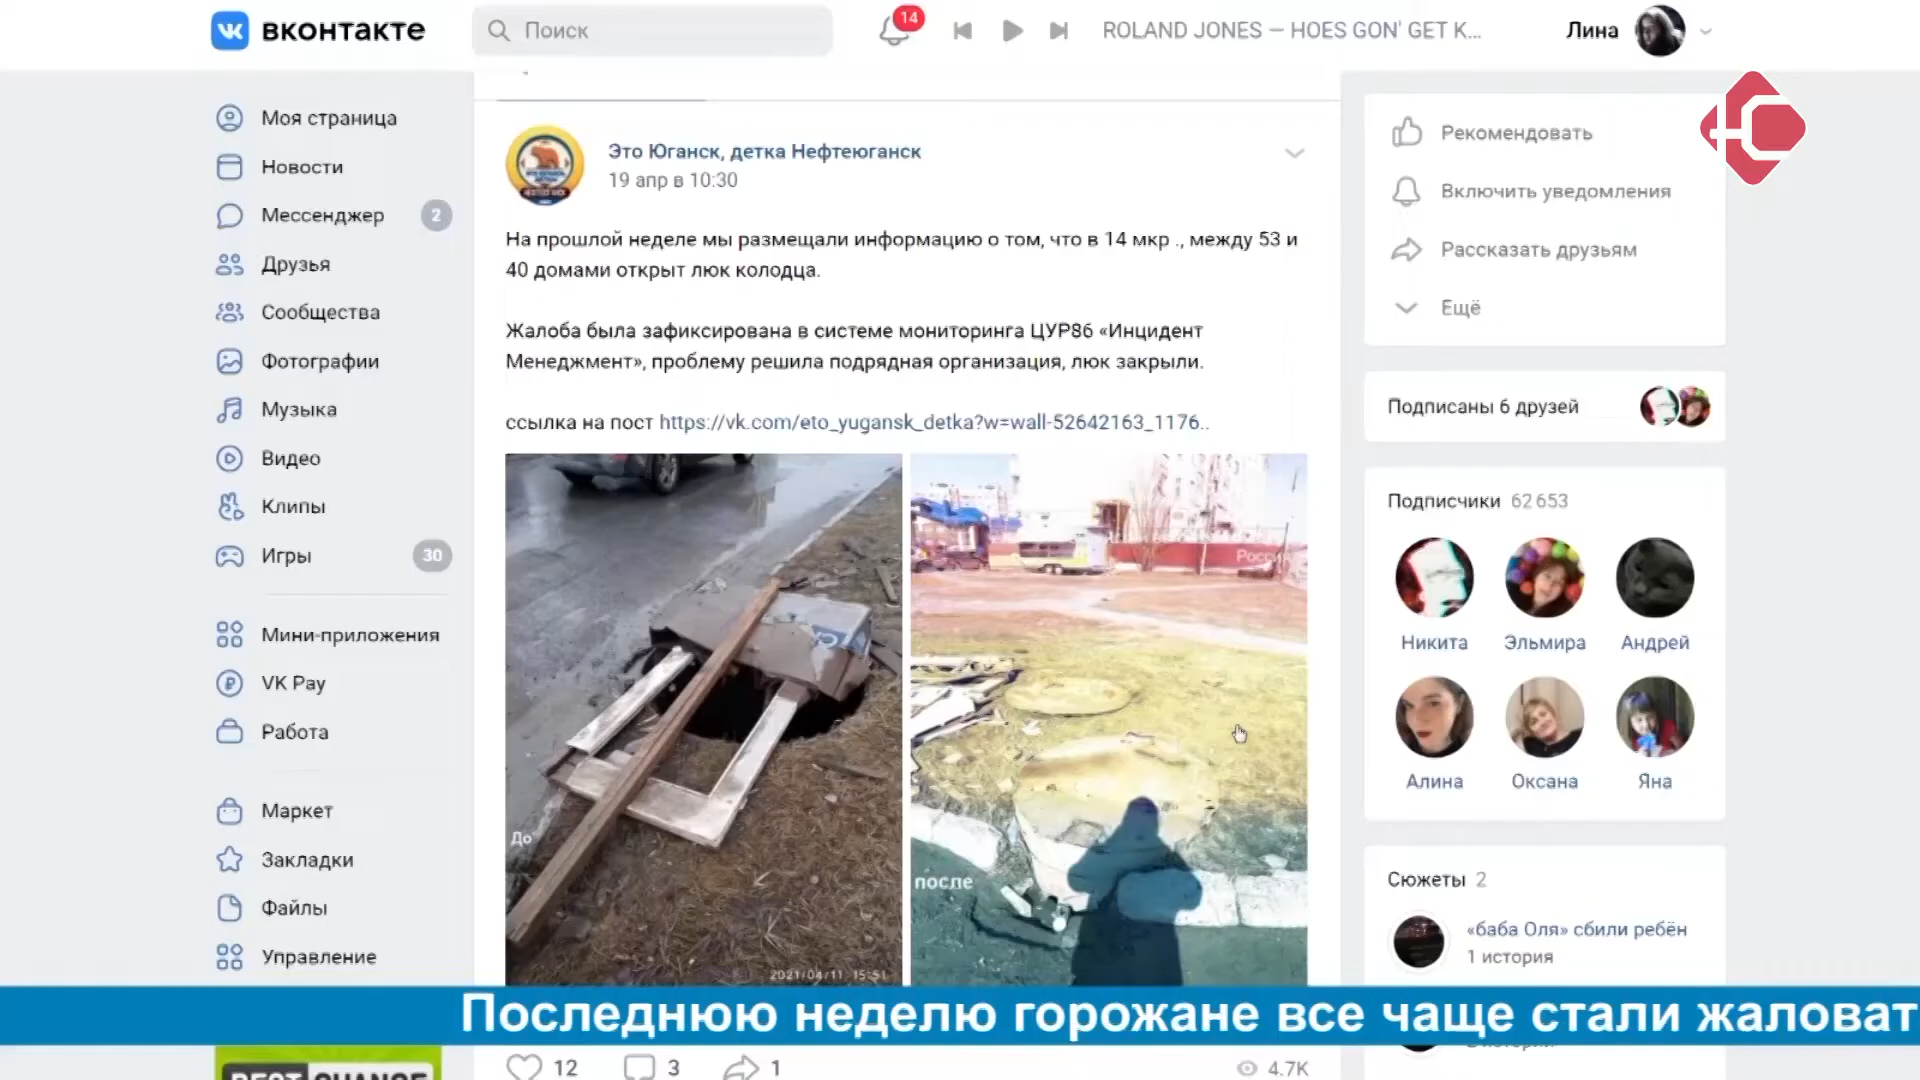 вконтакте
Поиск
14
ROLAND JONES — HOES GON' GET K...
Лина
Моя страница
Новости
Мессенджер 2
Друзья
Сообщества
Фотографии
Музыка
Видео
Клипы
Игры 30
Мини-приложения
VK Pay
Работа
Маркет
Закладки
Файлы
Управление
Это Юганск, детка Нефтеюганск
19 апр в 10:30
На прошлой неделе мы размещали информацию о том, что в 14 мкр ., между 53 и
40 домами открыт люк колодца.
Жалоба была зафиксирована в системе мониторинга ЦУР86 «Инцидент
Менеджмент», проблему решила подрядная организация, люк закрыли.
ссылка на пост https://vk.com/eto_yugansk_detka?w=wall-52642163_1176..
До
2021/04/11 15:51
Россия
после
12
3
1
4.7K
Рекомендовать
Включить уведомления
Рассказать друзьям
Ещё
Подписаны 6 друзей
Подписчики 62 653
Никита
Эльмира
Андрей
Алина
Оксана
Яна
Сюжеты 2
«баба Оля» сбили ребён
1 история
Последнюю неделю горожане все чаще стали жаловат